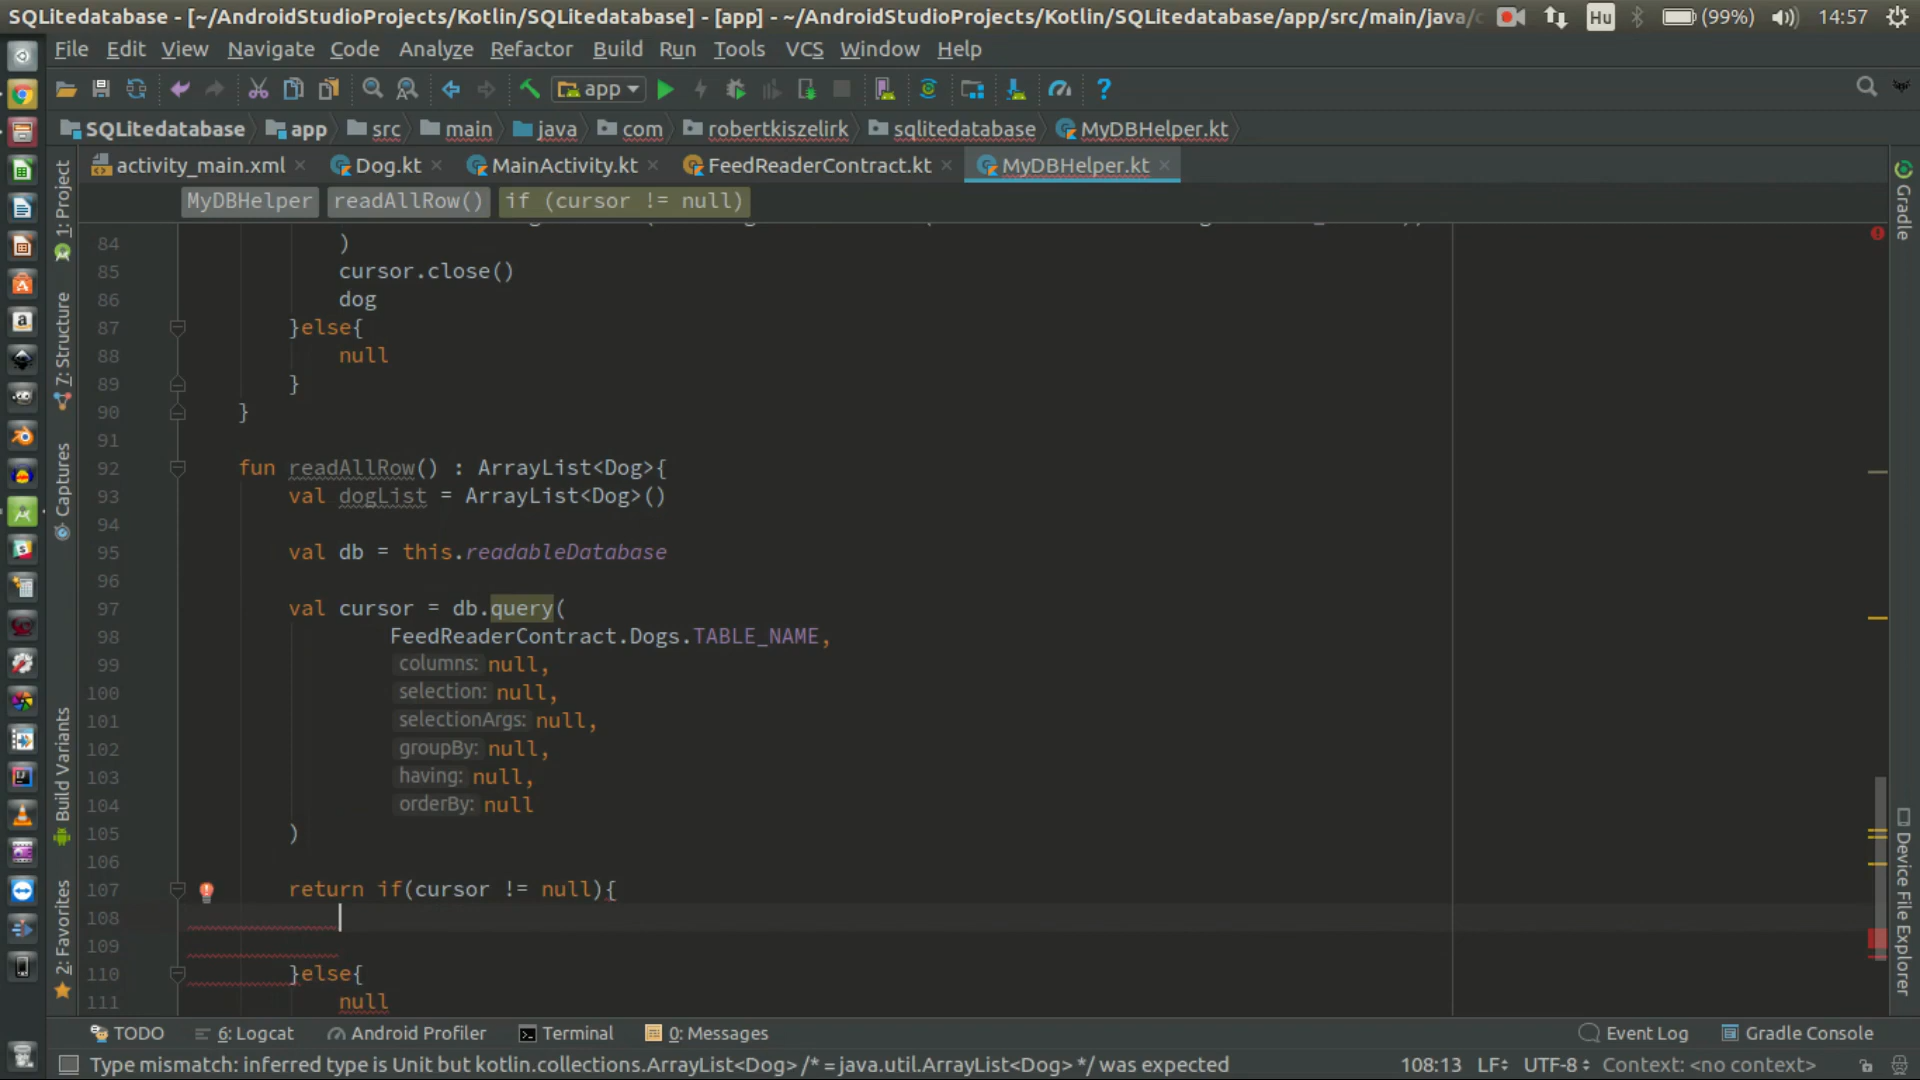 SQLitedatabase - [~/AndroidStudioProjects/Kotlin/SQLitedatabase] - [app] - ~/AndroidStudioProjects/Kotlin/SQLitedatabase/app/src/main/java/ Hu (99%) 14:57
File Edit View Navigate Code Analyze Refactor Build Run Tools VCS Window Help
app
SQLitedatabase app src main java com robertkiszelirk sqlitedatabase MyDBHelper.kt
activity_main.xml Dog.kt MainActivity.kt FeedReaderContract.kt MyDBHelper.kt
MyDBHelper readAllRow() if (cursor != null)
84 )
85 cursor.close()
86 dog
87 }else{
88 null
89 }
90 }
91
92 fun readAllRow() : ArrayList<Dog>{
93 val dogList = ArrayList<Dog>()
94
95 val db = this.readableDatabase
96
97 val cursor = db.query(
98 FeedReaderContract.Dogs.TABLE_NAME,
99 columns: null,
100 selection: null,
101 selectionArgs: null,
102 groupBy: null,
103 having: null,
104 orderBy: null
105 )
106
107 return if(cursor != null){
108
109
110 }else{
111 null
1: Project
7: Structure
Captures
Build Variants
2: Favorites
Gradle
Device File Explorer
TODO 6: Logcat Android Profiler Terminal 0: Messages Event Log Gradle Console
Type mismatch: inferred type is Unit but kotlin.collections.ArrayList<Dog> /* = java.util.ArrayList<Dog> */ was expected 108:13 LF UTF-8 Context: <no context>